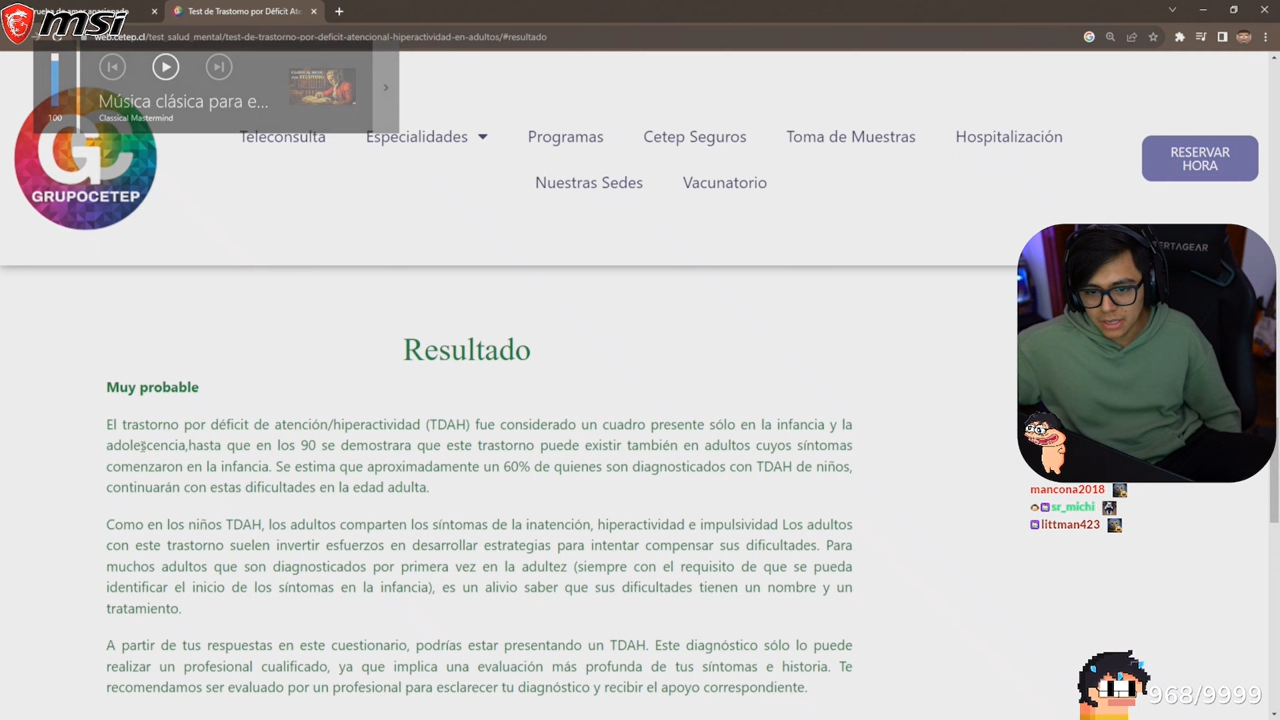 msi
rueba de amor apasionado
Test de Trastorno por Déficit Ate
web.cetep.cl/test_salud_mental/test-de-trastorno-por-deficit-atencional-hiperactividad-en-adultos/#resultado
Música clásica para e...
Classical Mastermind
100
GC
GRUPOCETEP
Teleconsulta
Especialidades
Programas
Cetep Seguros
Toma de Muestras
Hospitalización
Nuestras Sedes
Vacunatorio
RESERVAR
HORA
Resultado
Muy probable
El trastorno por déficit de atención/hiperactividad (TDAH) fue considerado un cuadro presente sólo en la infancia y la
adolescencia,hasta que en los 90 se demostrara que este trastorno puede existir también en adultos cuyos síntomas
comenzaron en la infancia. Se estima que aproximadamente un 60% de quienes son diagnosticados con TDAH de niños,
continuarán con estas dificultades en la edad adulta.
Como en los niños TDAH, los adultos comparten los síntomas de la inatención, hiperactividad e impulsividad Los adultos
con este trastorno suelen invertir esfuerzos en desarrollar estrategias para intentar compensar sus dificultades. Para
muchos adultos que son diagnosticados por primera vez en la adultez (siempre con el requisito de que se pueda
identificar el inicio de los síntomas en la infancia), es un alivio saber que sus dificultades tienen un nombre y un
tratamiento.
A partir de tus respuestas en este cuestionario, podrías estar presentando un TDAH. Este diagnóstico sólo lo puede
realizar un profesional cualificado, ya que implica una evaluación más profunda de tus síntomas e historia. Te
recomendamos ser evaluado por un profesional para esclarecer tu diagnóstico y recibir el apoyo correspondiente.
ERTAGEAR
mancona2018
sr_michi
littman423
968/9999